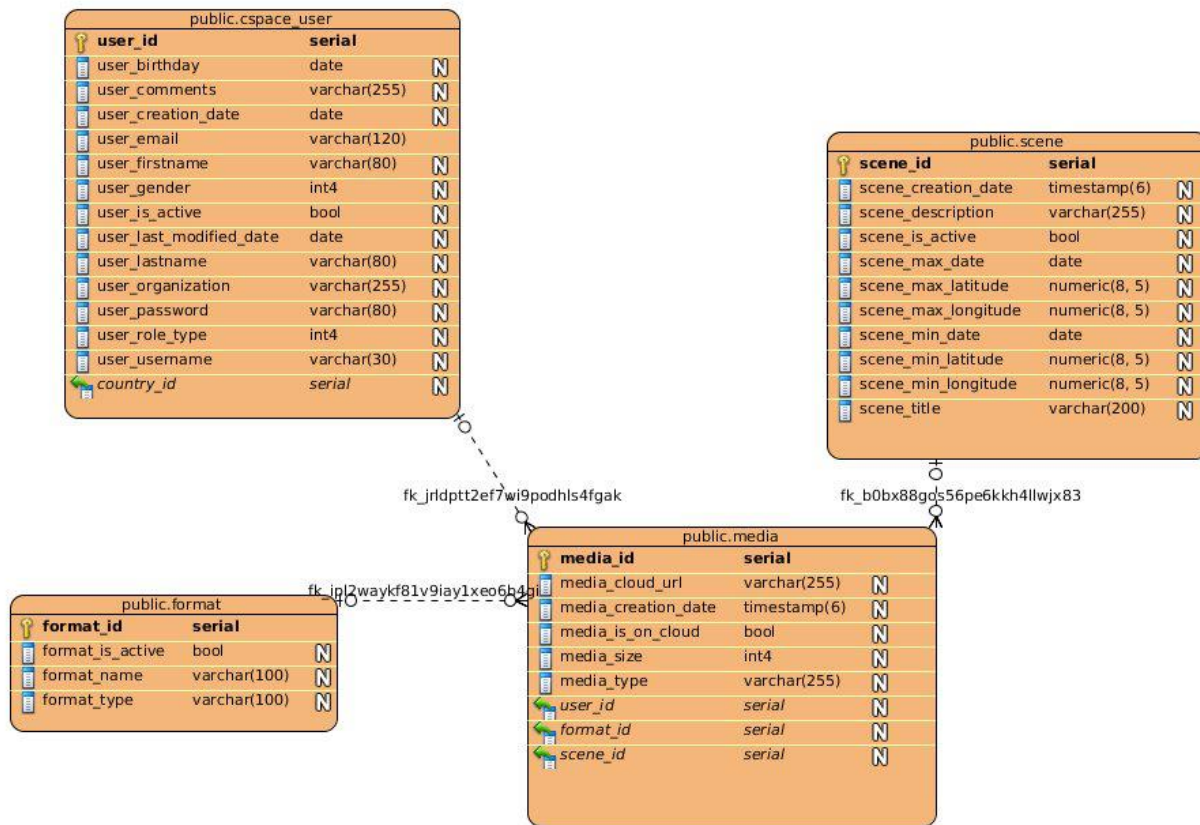 public.cspace_user
user_id serial
user_birthday date N
user_comments varchar(255) N
user_creation_date date N
user_email varchar(120)
user_firstname varchar(80) N
user_gender int4 N
user_is_active bool N
user_last_modified_date date N
user_lastname varchar(80) N
user_organization varchar(255) N
user_password varchar(80) N
user_role_type int4 N
user_username varchar(30) N
country_id serial N
public.scene
scene_id serial
scene_creation_date timestamp(6) N
scene_description varchar(255) N
scene_is_active bool N
scene_max_date date N
scene_max_latitude numeric(8, 5) N
scene_max_longitude numeric(8, 5) N
scene_min_date date N
scene_min_latitude numeric(8, 5) N
scene_min_longitude numeric(8, 5) N
scene_title varchar(200) N
fk_jrldptt2ef7wi9podhls4fgak
fk_b0bx88gos56pe6kkh4llwjx83
public.media
media_id serial
media_cloud_url varchar(255) N
media_creation_date timestamp(6) N
media_is_on_cloud bool N
media_size int4 N
media_type varchar(255) N
user_id serial N
format_id serial N
scene_id serial N
public.format
format_id serial
format_is_active bool N
format_name varchar(100) N
format_type varchar(100) N